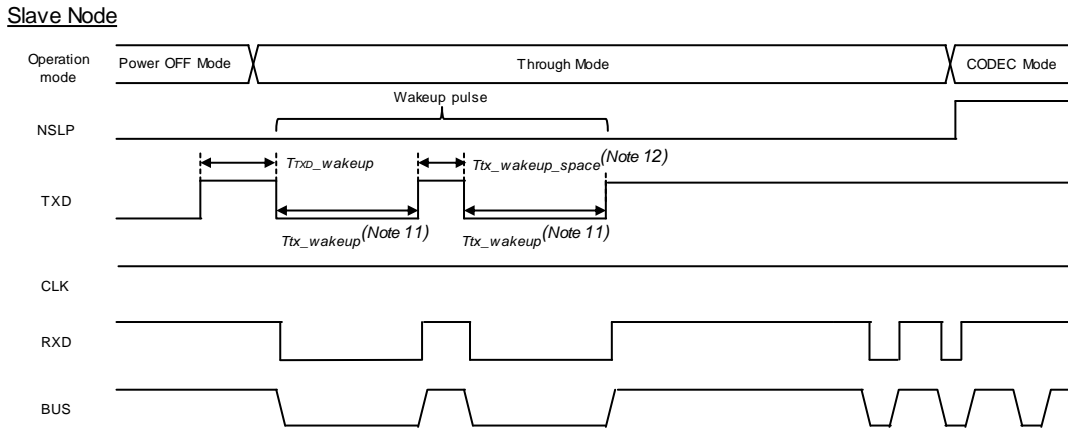 Slave Node
Operation mode
Power OFF Mode
Through Mode
CODEC Mode
Wakeup pulse
NSLP
TTXD_wakeup
Ttx_wakeup_space(Note 12)
TXD
Ttx_wakeup(Note 11)
Ttx_wakeup(Note 11)
CLK
RXD
BUS